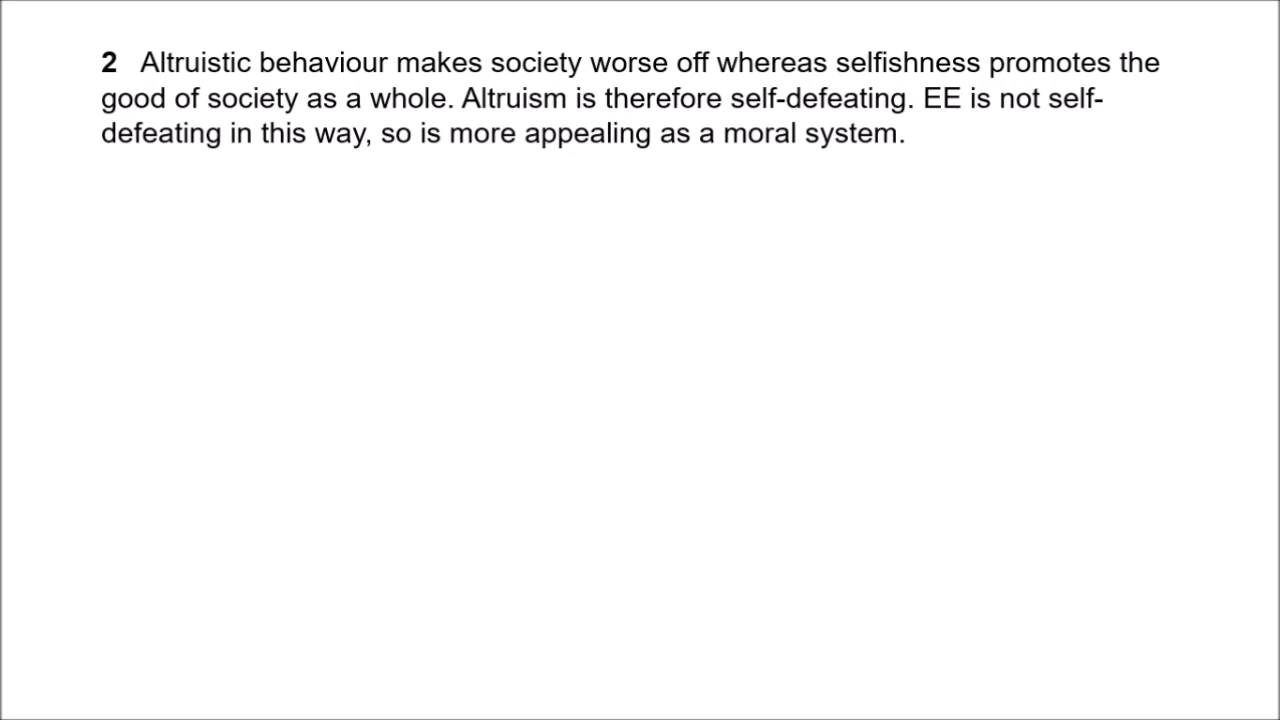 2 Altruistic behaviour makes society worse off whereas selfishness promotes the
good of society as a whole. Altruism is therefore self-defeating. EE is not self-
defeating in this way, so is more appealing as a moral system.